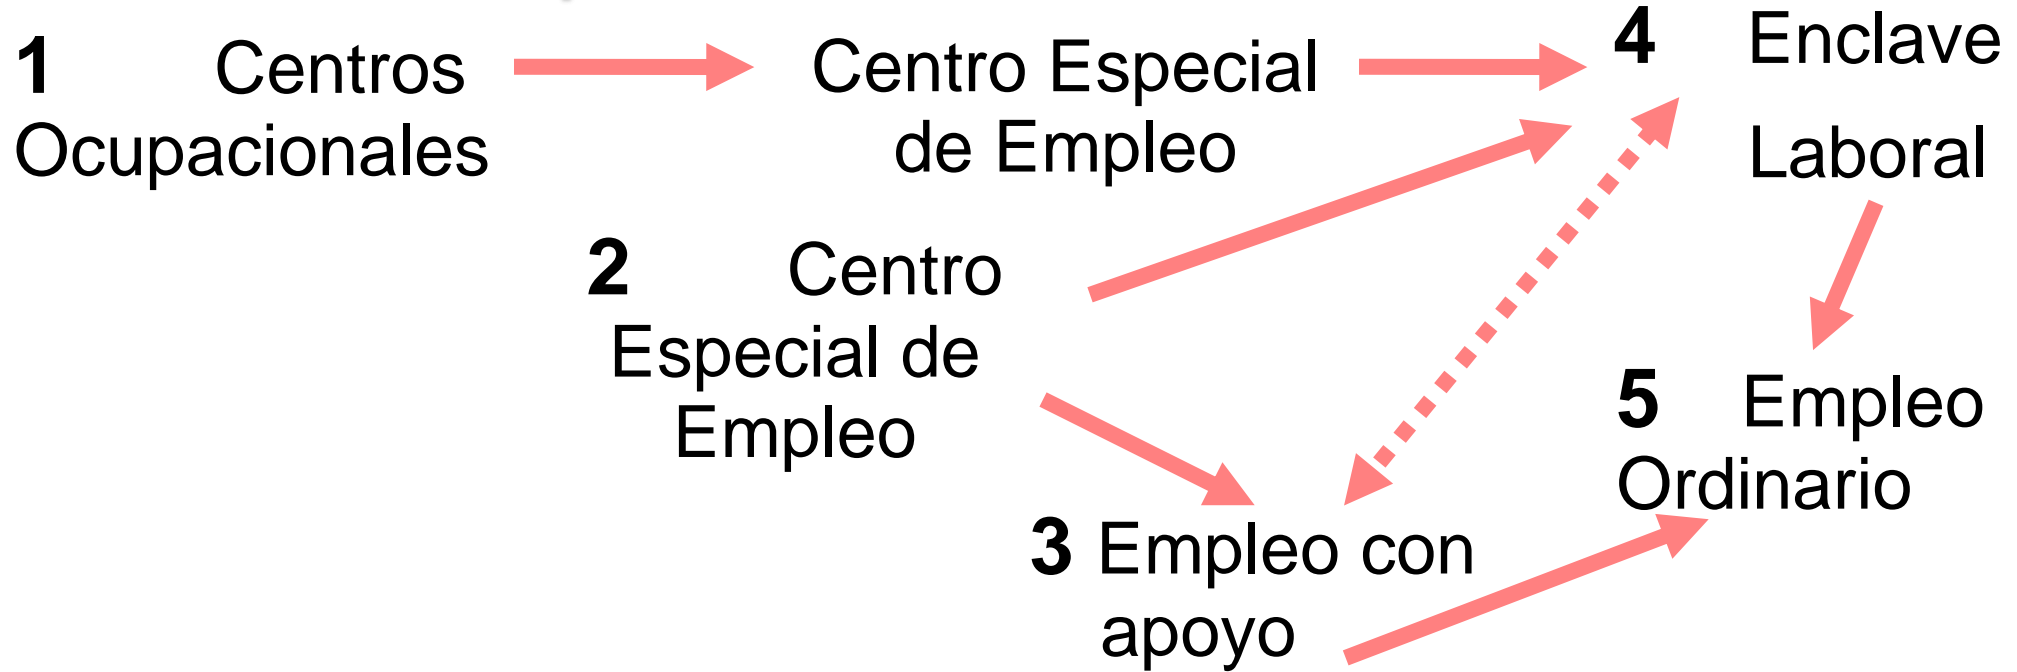 1 Centros
Ocupacionales
Centro Especial
de Empleo
4 Enclave
Laboral
2 Centro
Especial de
Empleo
5 Empleo
Ordinario
3 Empleo con
apoyo